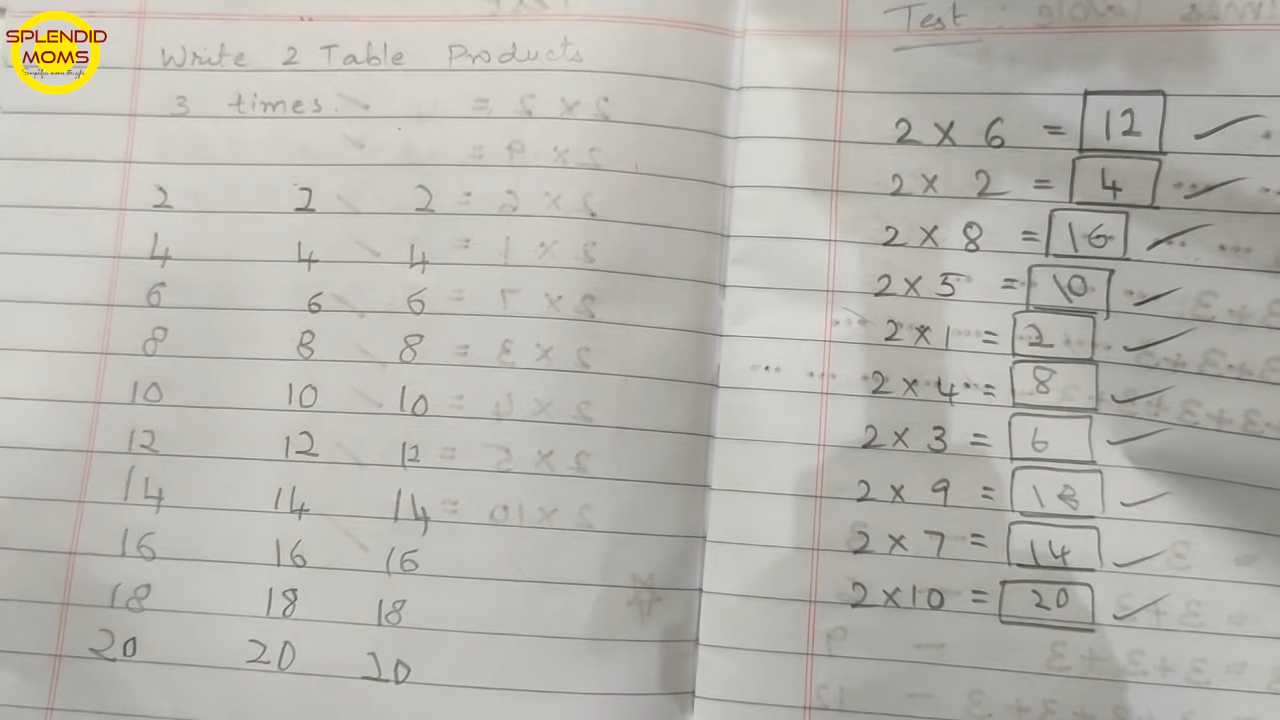 SPLENDID
MOMS
Write 2 Table Products
3 times.
2 2 2
4 4 4
6 6 6
8 8 8
10 10 10
12 12 12
14 14 14
16 16 16
18 18 18
20 20 20
Test
2 × 6 = 12
2 × 2 = 4
2 × 8 = 16
2 × 5 = 10
2 × 1 = 2
2 × 4 = 8
2 × 3 = 6
2 × 9 = 18
2 × 7 = 14
2 × 10 = 20